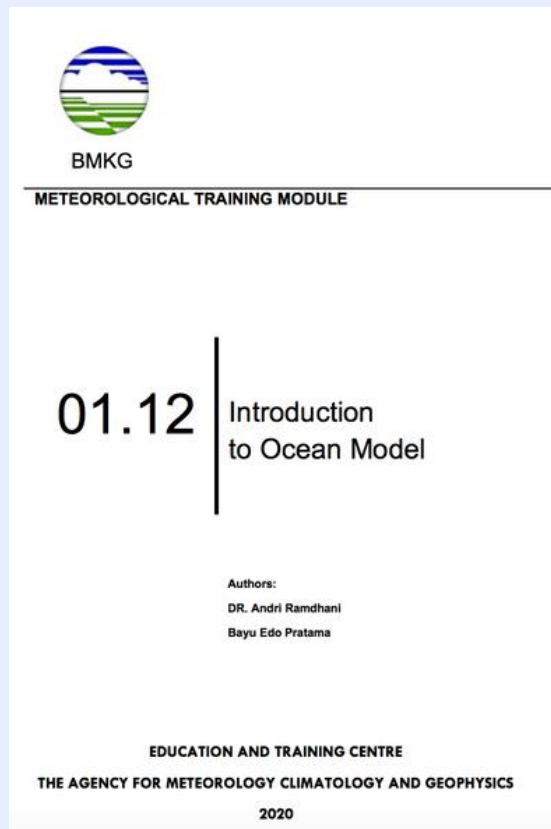 BMKG
METEOROLOGICAL TRAINING MODULE
01.12
Introduction
to Ocean Model
Authors:
DR. Andri Ramdhani
Bayu Edo Pratama
EDUCATION AND TRAINING CENTRE
THE AGENCY FOR METEOROLOGY CLIMATOLOGY AND GEOPHYSICS
2020